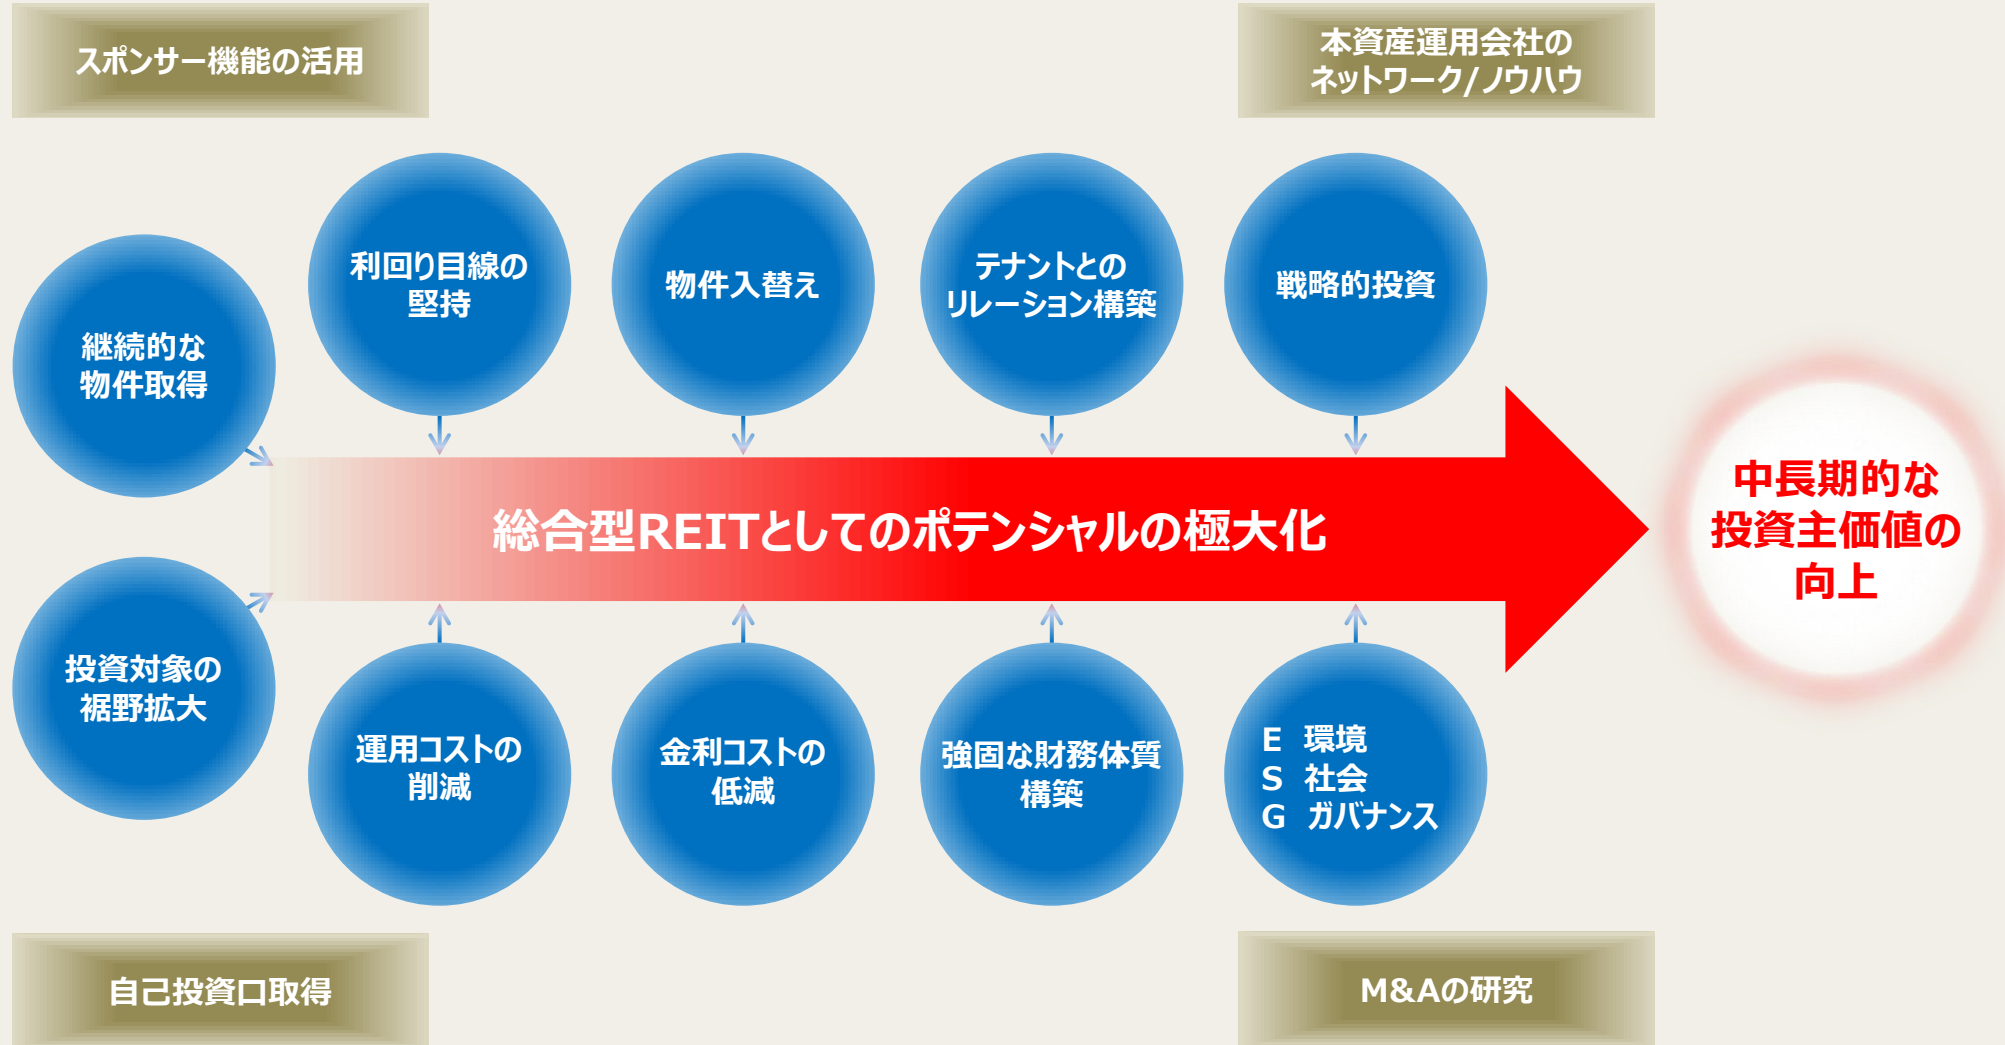 スポンサー機能の活用
本資産運用会社の
ネットワーク/ノウハウ
継続的な
物件取得
利回り目線の
堅持
物件入替え
テナントとの
リレーション構築
戦略的投資
総合型REITとしてのポテンシャルの極大化
中長期的な
投資主価値の
向上
投資対象の
裾野拡大
運用コストの
削減
金利コストの
低減
強固な財務体質
構築
E 環境
S 社会
G ガバナンス
自己投資口取得
M&Aの研究